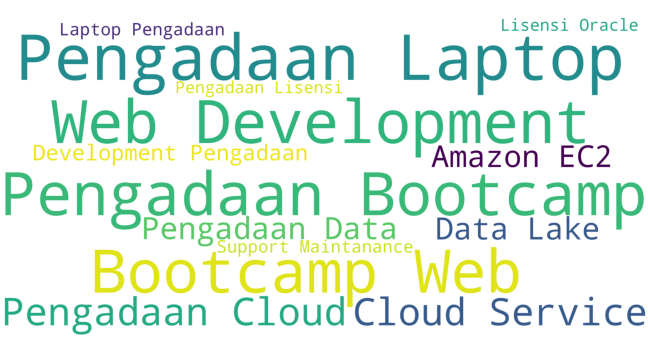 Laptop Pengadaan
Lisensi Oracle
Pengadaan Laptop
Pengadaan Lisensi
Web Development
Development Pengadaan
Amazon EC2
Pengadaan Bootcamp
Pengadaan Data
Data Lake
Support Maintanance
Bootcamp Web
Pengadaan Cloud
Cloud Service